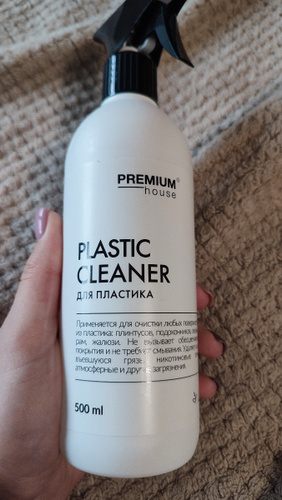 PREMIUM®
house
PLASTIC
CLEANER
ДЛЯ ПЛАСТИКА
Применяется для очистки любых
из пластика: плинтусов, подоконников,
рам, жалюзи. Не вызывает
покрытия и не требует смывания.
въевшуюся грязь, никотиновые
атмосферные и другие загрязнения.
500 ml